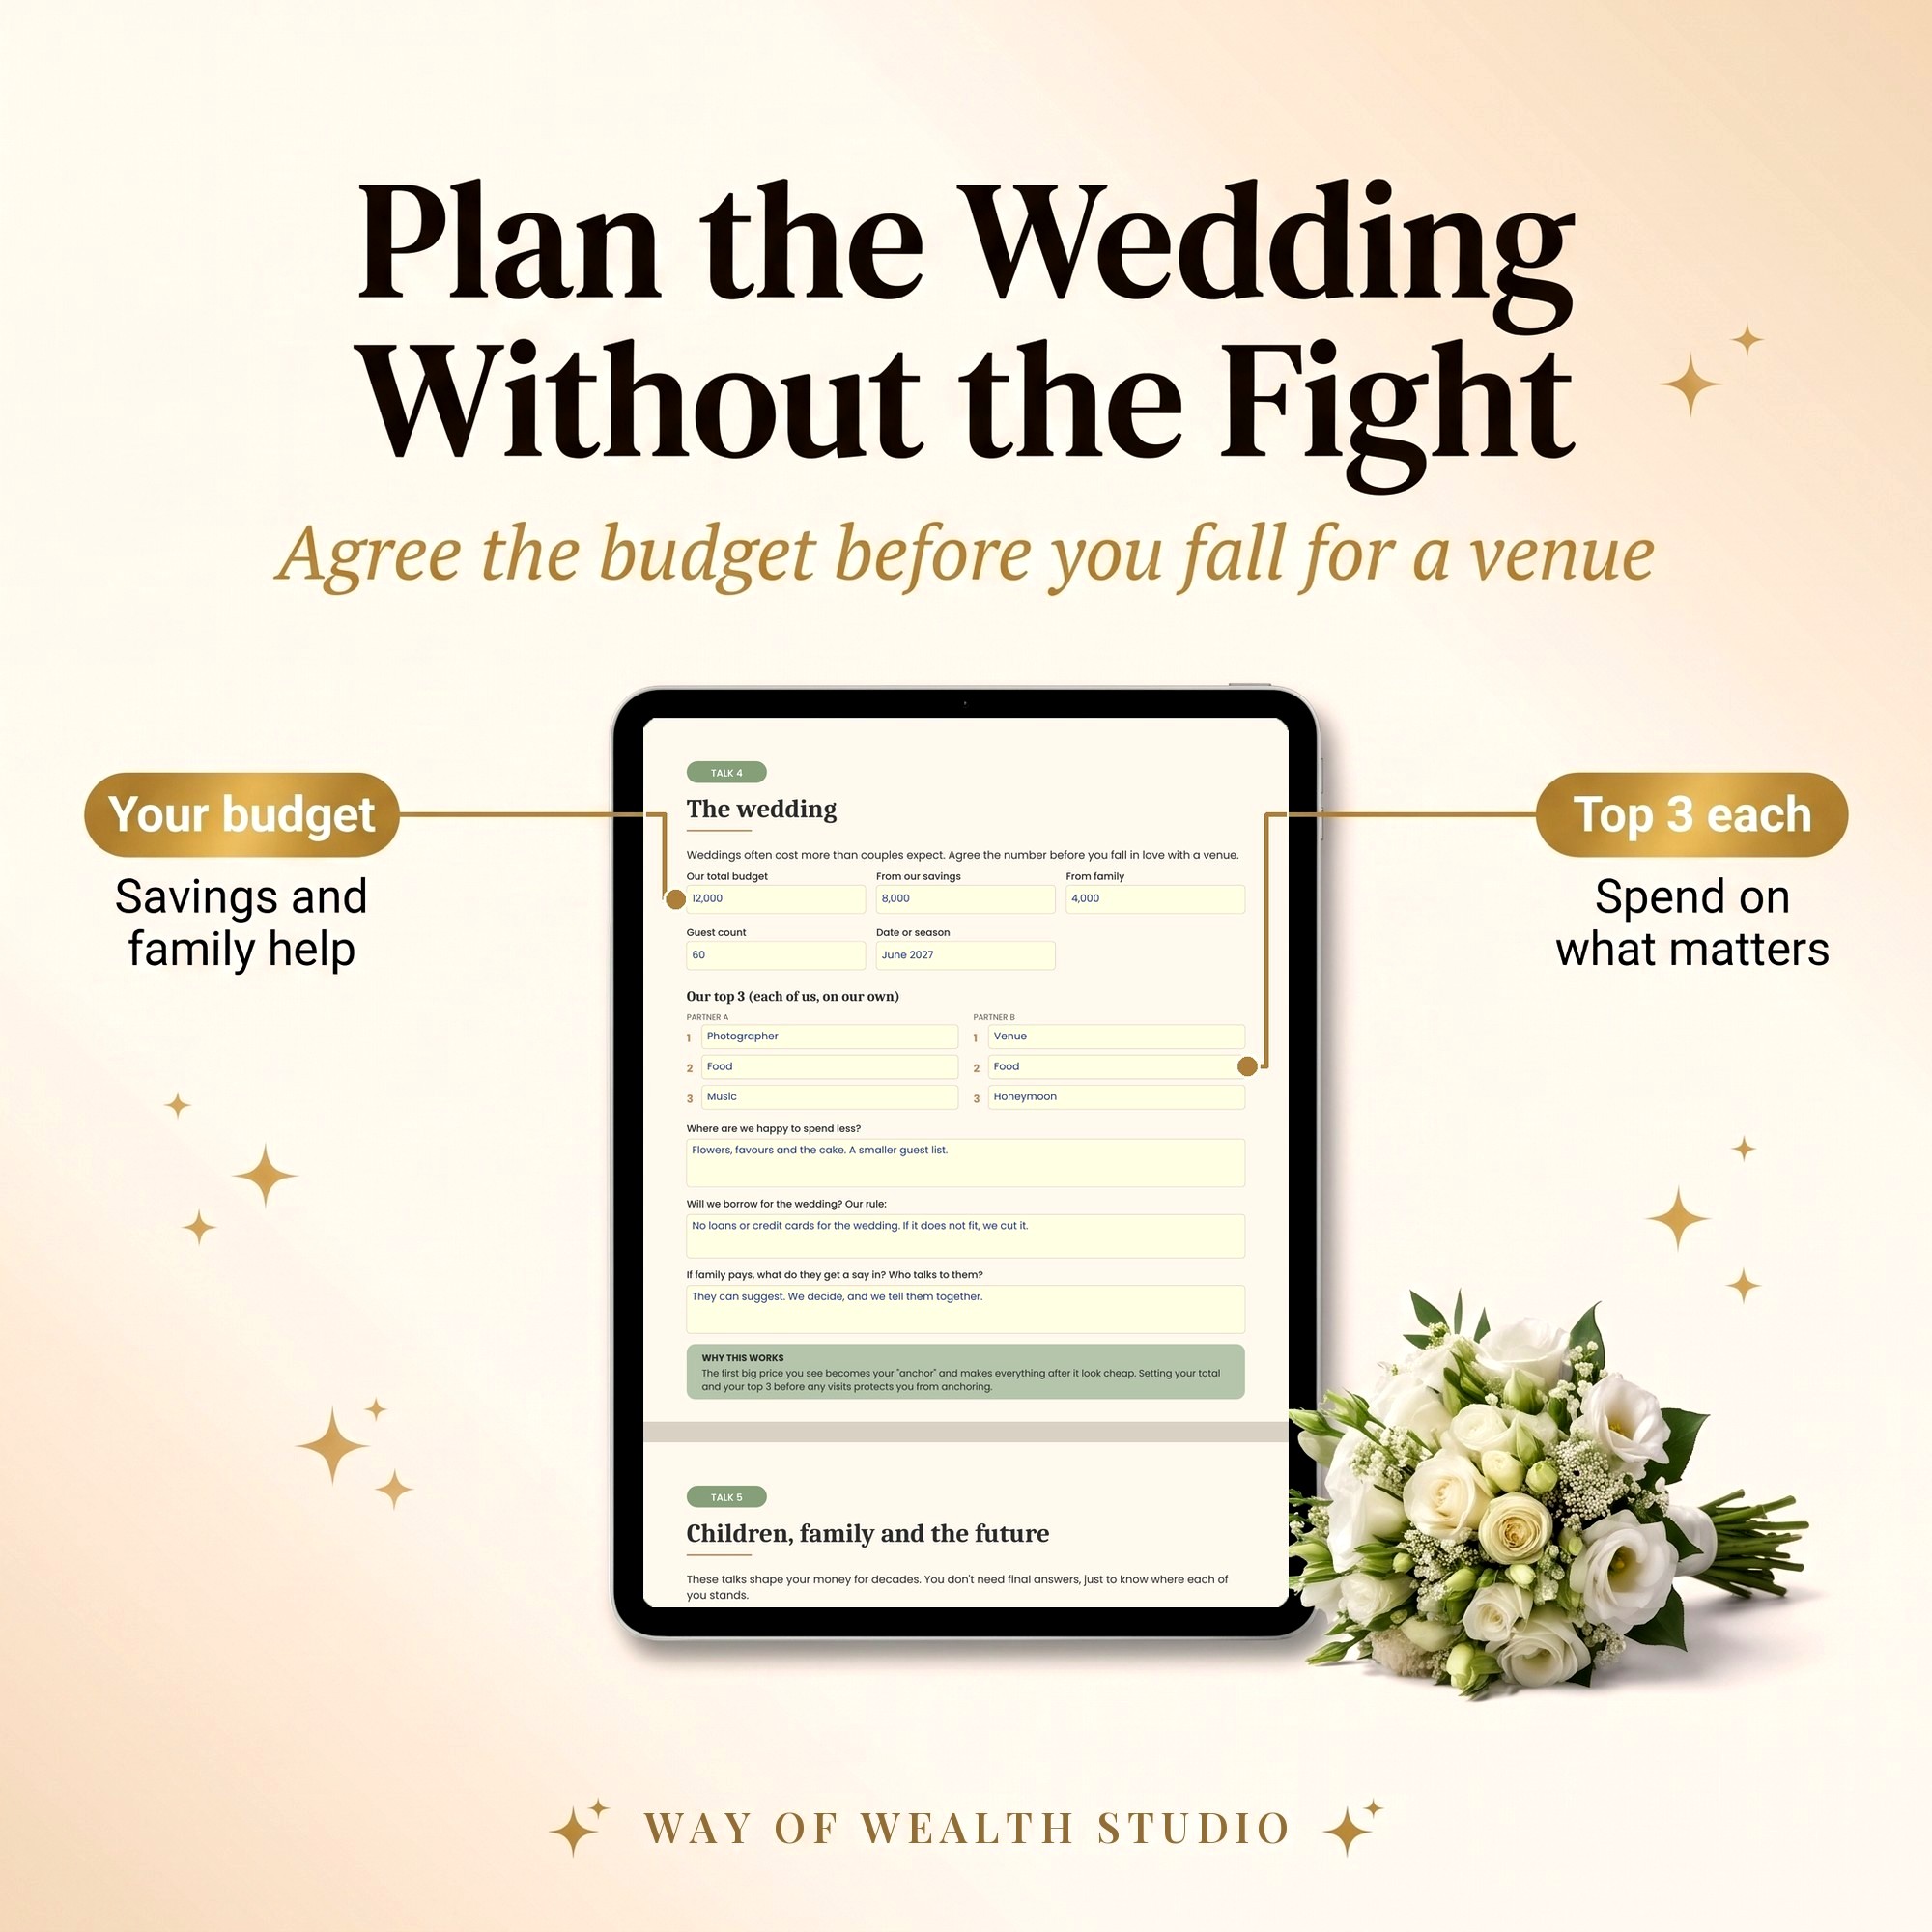 Plan the Wedding
Without the Fight
Agree the budget before you fall for a venue
Your budget
Savings and
family help
Top 3 each
Spend on
what matters
TALK 4
The wedding
Weddings often cost more than couples expect. Agree the number before you fall in love with a venue.
Our total budget From our savings From family
12,000 8,000 4,000
Guest count Date or season
60 June 2027
Our top 3 (each of us, on our own)
PARTNER A PARTNER B
1 Photographer 1 Venue
2 Food 2 Food
3 Music 3 Honeymoon
Where are we happy to spend less?
Flowers, favours and the cake. A smaller guest list.
Will we borrow for the wedding? Our rule:
No loans or credit cards for the wedding. If it does not fit, we cut it.
If family pays, what do they get a say in? Who talks to them?
They can suggest. We decide, and we tell them together.
WHY THIS WORKS
The first big price you see becomes your "anchor" and makes everything after it look cheap. Setting your total
and your top 3 before any visits protects you from anchoring.
TALK 5
Children, family and the future
These talks shape your money for decades. You don't need final answers, just to know where each of
you stands.
WAY OF WEALTH STUDIO